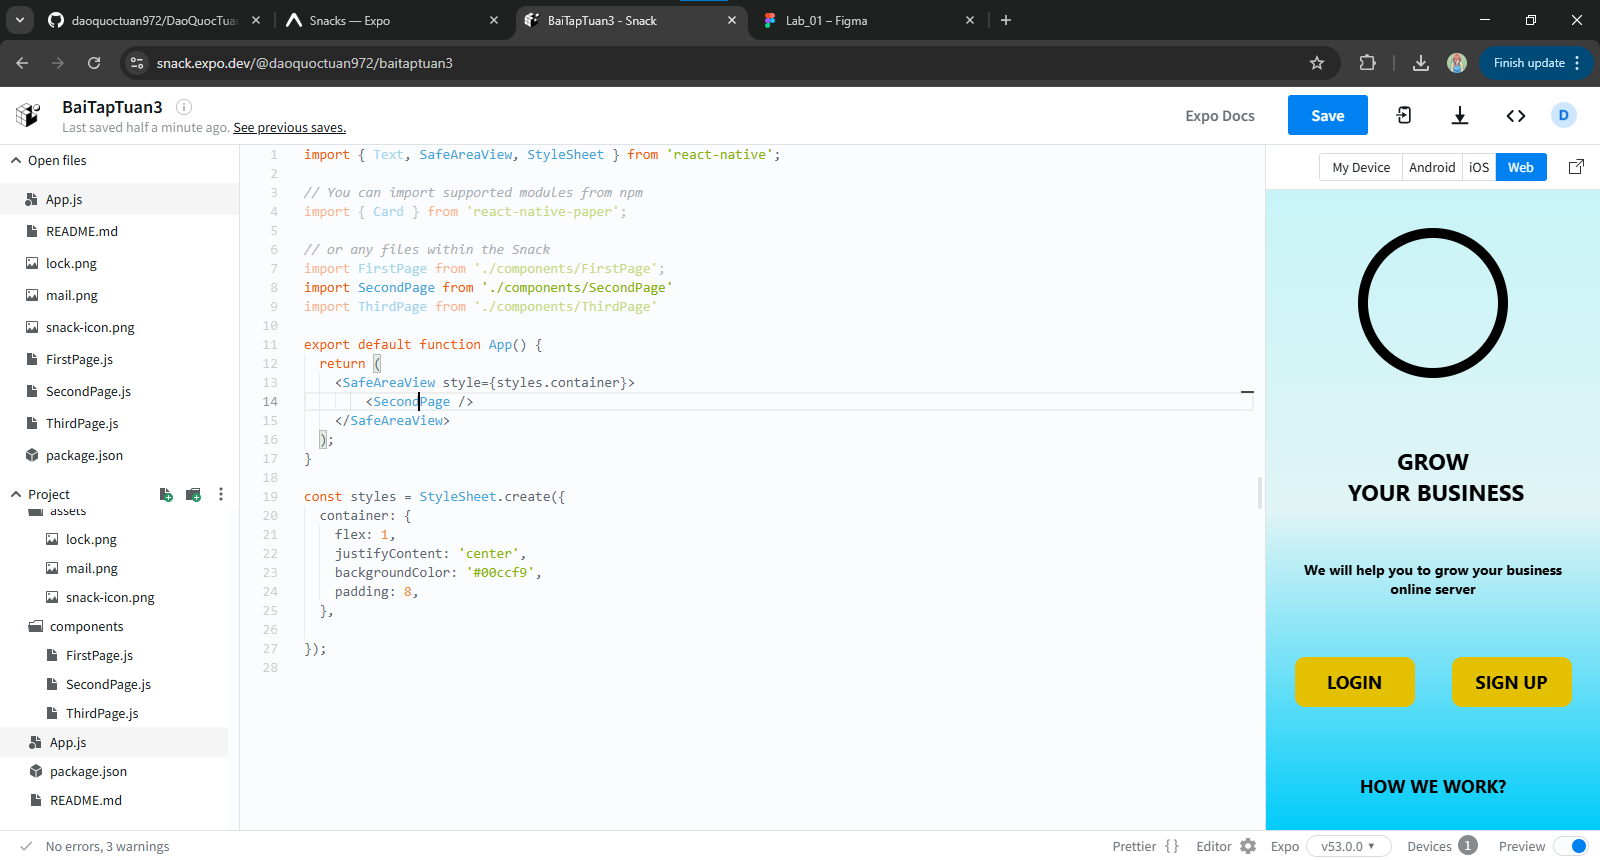 daoquoctuan972/DaoQuocTuan
Snacks — Expo
BaiTapTuan3 - Snack
Lab_01 – Figma
snack.expo.dev/@daoquoctuan972/baitaptuan3
Finish update
BaiTapTuan3
Last saved half a minute ago. See previous saves.
Expo Docs
Save
D
Open files
App.js
README.md
lock.png
mail.png
snack-icon.png
FirstPage.js
SecondPage.js
ThirdPage.js
package.json
Project
assets
lock.png
mail.png
snack-icon.png
components
FirstPage.js
SecondPage.js
ThirdPage.js
App.js
package.json
README.md
1 import { Text, SafeAreaView, StyleSheet } from 'react-native';
2
3 // You can import supported modules from npm
4 import { Card } from 'react-native-paper';
5
6 // or any files within the Snack
7 import FirstPage from './components/FirstPage';
8 import SecondPage from './components/SecondPage'
9 import ThirdPage from './components/ThirdPage'
10
11 export default function App() {
12 return (
13 <SafeAreaView style={styles.container}>
14 <SecondPage />
15 </SafeAreaView>
16 );
17 }
18
19 const styles = StyleSheet.create({
20 container: {
21 flex: 1,
22 justifyContent: 'center',
23 backgroundColor: '#00ccf9',
24 padding: 8,
25 },
26
27 });
28
My Device
Android
iOS
Web
GROW
YOUR BUSINESS
We will help you to grow your business
online server
LOGIN
SIGN UP
HOW WE WORK?
No errors, 3 warnings
Prettier { }
Editor
Expo
v53.0.0
Devices 1
Preview